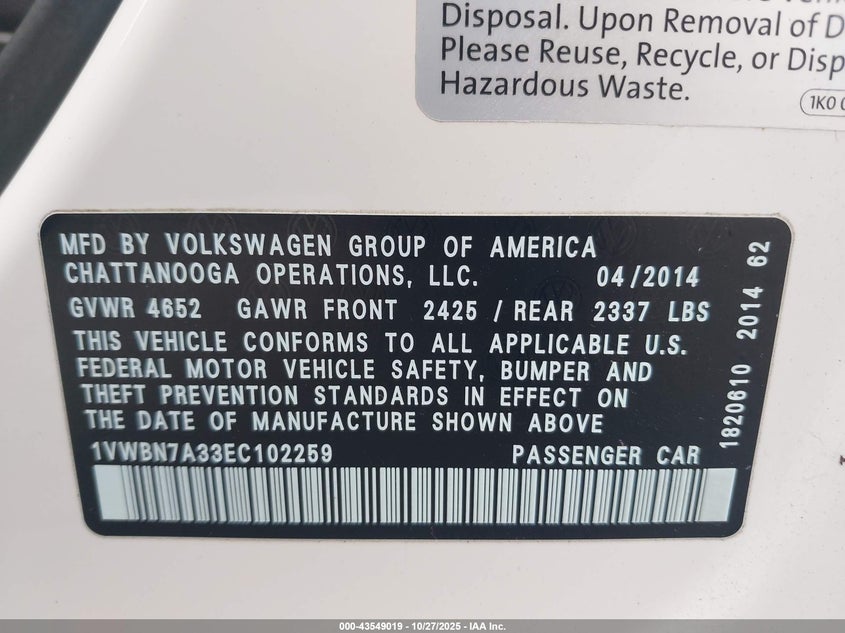 Disposal. Upon Removal of
Please Reuse, Recycle, or
Hazardous Waste.
1K0
MFD BY VOLKSWAGEN GROUP OF AMERICA
CHATTANOOGA OPERATIONS, LLC. 04/2014
GVWR 4652 GAWR FRONT 2425 / REAR 2337 LBS
THIS VEHICLE CONFORMS TO ALL APPLICABLE U.S.
FEDERAL MOTOR VEHICLE SAFETY, BUMPER AND
THEFT PREVENTION STANDARDS IN EFFECT ON
THE DATE OF MANUFACTURE SHOWN ABOVE
1VWBN7A33EC102259 PASSENGER CAR
1820610 2014 62
000-43549019 - 10/27/2025 - IAA Inc.